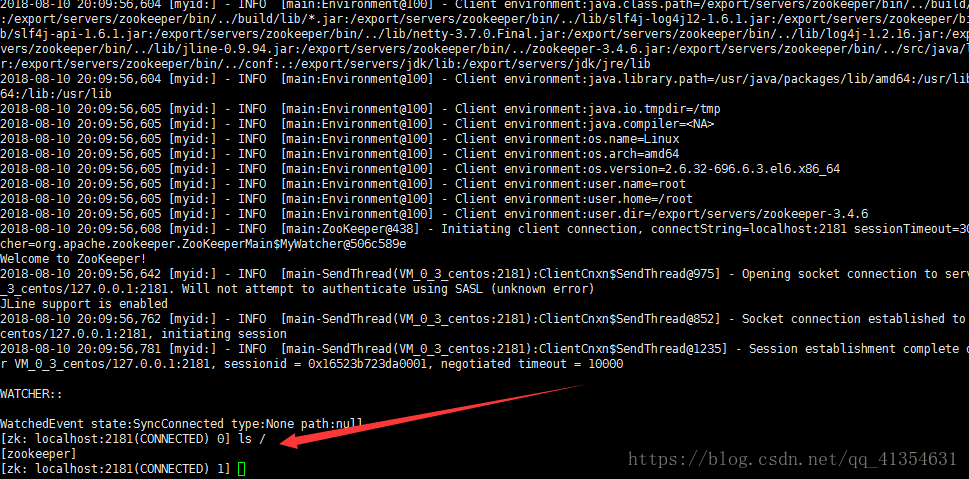 2018-08-10 20:09:56,604 [myid:] - INFO  [main:Environment@100] - Client environment:java.class.path=/export/servers/zookeeper/bin/../build/
:/export/servers/zookeeper/bin/../build/lib/*.jar:/export/servers/zookeeper/bin/../lib/slf4j-log4j12-1.6.1.jar:/export/servers/zookeeper/bi
b/slf4j-api-1.6.1.jar:/export/servers/zookeeper/bin/../lib/netty-3.7.0.Final.jar:/export/servers/zookeeper/bin/../lib/log4j-1.2.16.jar:/exp
vers/zookeeper/bin/../lib/jline-0.9.94.jar:/export/servers/zookeeper/bin/../zookeeper-3.4.6.jar:/export/servers/zookeeper/bin/../src/java/l
r:/export/servers/zookeeper/bin/../conf:.:/export/servers/jdk/lib:/export/servers/jdk/jre/lib
2018-08-10 20:09:56,604 [myid:] - INFO  [main:Environment@100] - Client environment:java.library.path=/usr/java/packages/lib/amd64:/usr/lib
64:/lib:/usr/lib
2018-08-10 20:09:56,605 [myid:] - INFO  [main:Environment@100] - Client environment:java.io.tmpdir=/tmp
2018-08-10 20:09:56,605 [myid:] - INFO  [main:Environment@100] - Client environment:java.compiler=<NA>
2018-08-10 20:09:56,605 [myid:] - INFO  [main:Environment@100] - Client environment:os.name=Linux
2018-08-10 20:09:56,605 [myid:] - INFO  [main:Environment@100] - Client environment:os.arch=amd64
2018-08-10 20:09:56,605 [myid:] - INFO  [main:Environment@100] - Client environment:os.version=2.6.32-696.6.3.el6.x86_64
2018-08-10 20:09:56,605 [myid:] - INFO  [main:Environment@100] - Client environment:user.name=root
2018-08-10 20:09:56,605 [myid:] - INFO  [main:Environment@100] - Client environment:user.home=/root
2018-08-10 20:09:56,605 [myid:] - INFO  [main:Environment@100] - Client environment:user.dir=/export/servers/zookeeper-3.4.6
2018-08-10 20:09:56,608 [myid:] - INFO  [main:ZooKeeper@438] - Initiating client connection, connectString=localhost:2181 sessionTimeout=30
cher=org.apache.zookeeper.ZooKeeperMain$MyWatcher@506c589e
Welcome to ZooKeeper!
2018-08-10 20:09:56,642 [myid:] - INFO  [main-SendThread(VM_0_3_centos:2181):ClientCnxn$SendThread@975] - Opening socket connection to serv
_3_centos/127.0.0.1:2181. Will not attempt to authenticate using SASL (unknown error)
JLine support is enabled
2018-08-10 20:09:56,762 [myid:] - INFO  [main-SendThread(VM_0_3_centos:2181):ClientCnxn$SendThread@852] - Socket connection established to
centos/127.0.0.1:2181, initiating session
2018-08-10 20:09:56,781 [myid:] - INFO  [main-SendThread(VM_0_3_centos:2181):ClientCnxn$SendThread@1235] - Session establishment complete o
r VM_0_3_centos/127.0.0.1:2181, sessionid = 0x16523b723da0001, negotiated timeout = 10000
WATCHER::
WatchedEvent state:SyncConnected type:None path:null
[zk: localhost:2181(CONNECTED) 0] ls /
[zookeeper]
[zk: localhost:2181(CONNECTED) 1]
https://blog.csdn.net/qq_41354631